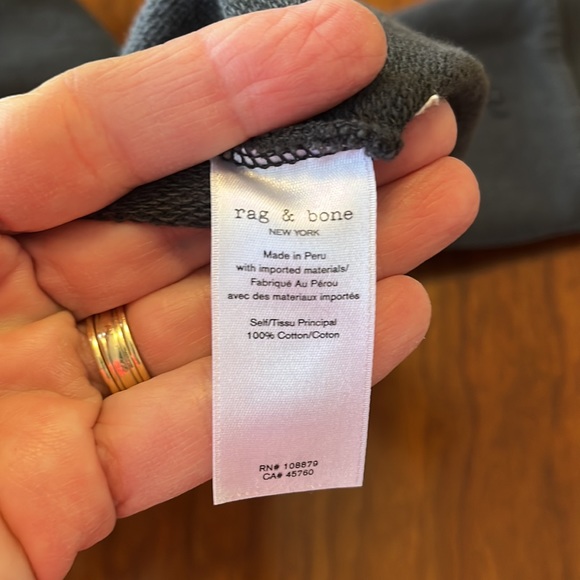 rag & bone
NEW YORK
Made in Peru
with imported materials/
Fabriqué Au Pérou
avec des materiaux importés
Self/Tissu Principal
100% Cotton/Coton
RN# 108879
CA# 45760